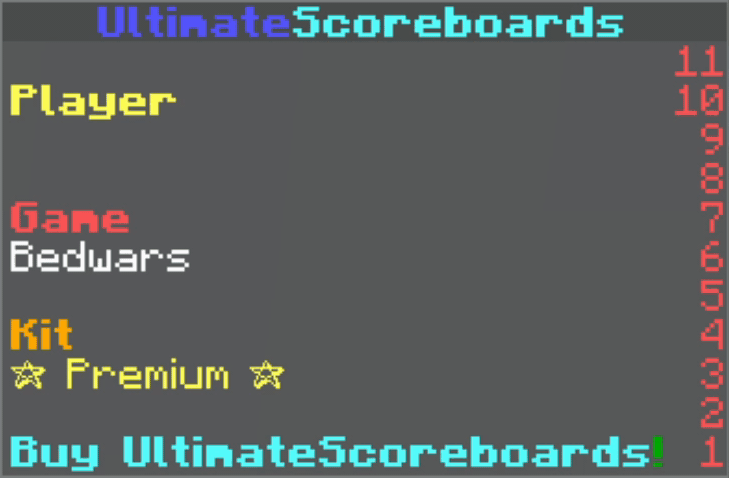 UltimateScoreboards
11
Player 10
9
8
Game 7
Bedwars 6
5
Kit 4
☆ Premium ☆ 3
2
Buy UltimateScoreboards! 1